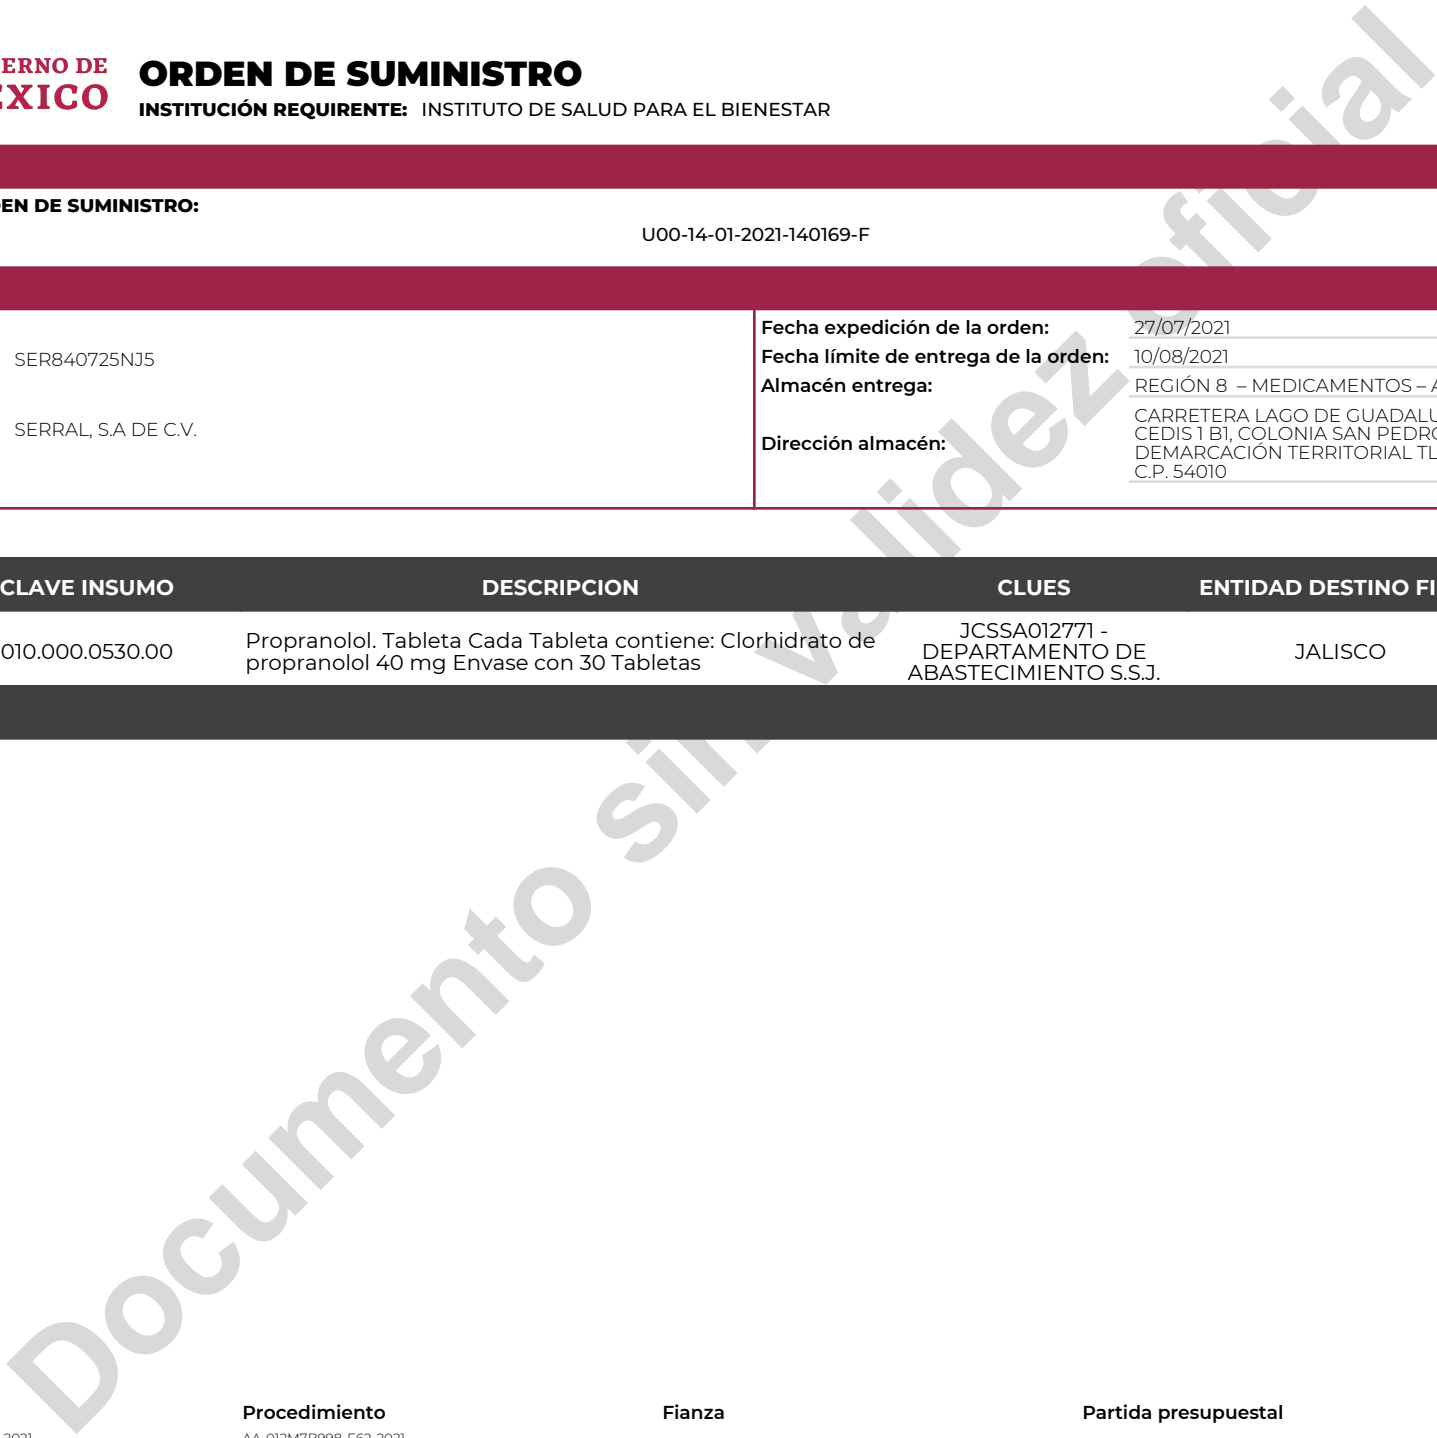 ERNO DE
EXICO
ORDEN DE SUMINISTRO
INSTITUCIÓN REQUIRENTE: INSTITUTO DE SALUD PARA EL BIENESTAR
EN DE SUMINISTRO:
U00-14-01-2021-140169-F
SER840725NJ5
SERRAL, S.A DE C.V.
Fecha expedición de la orden: 27/07/2021
Fecha límite de entrega de la orden: 10/08/2021
Almacén entrega: REGIÓN 8 – MEDICAMENTOS – A
Dirección almacén:
CARRETERA LAGO DE GUADALU
CEDIS 1 B1, COLONIA SAN PEDRO
DEMARCACIÓN TERRITORIAL TL
C.P. 54010
CLAVE INSUMO DESCRIPCION CLUES ENTIDAD DESTINO FI
010.000.0530.00
Propranolol. Tableta Cada Tableta contiene: Clorhidrato de
propranolol 40 mg Envase con 30 Tabletas
JCSSA012771 -
DEPARTAMENTO DE
ABASTECIMIENTO S.S.J.
JALISCO
Documento sin validez oficial
Procedimiento Fianza Partida presupuestal